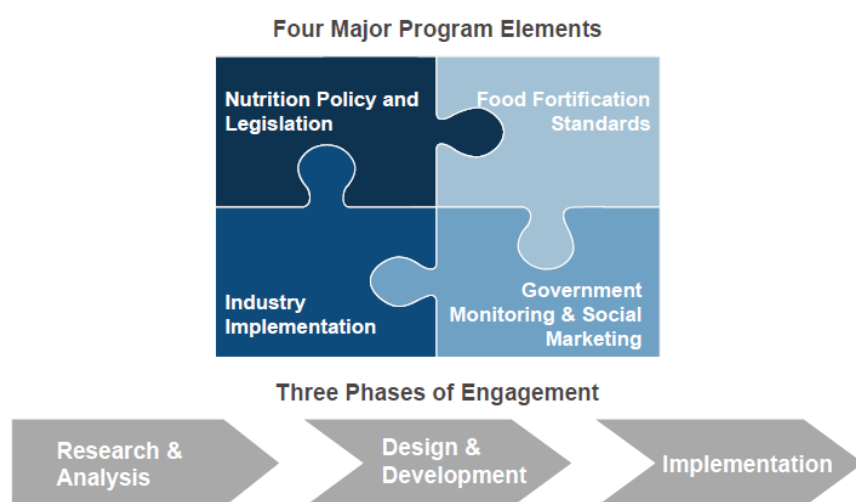 Four Major Program Elements
Nutrition Policy and
Legislation
Food Fortification
Standards
Industry
Implementation
Government
Monitoring & Social
Marketing
Three Phases of Engagement
Research &
Analysis
Design &
Development
Implementation